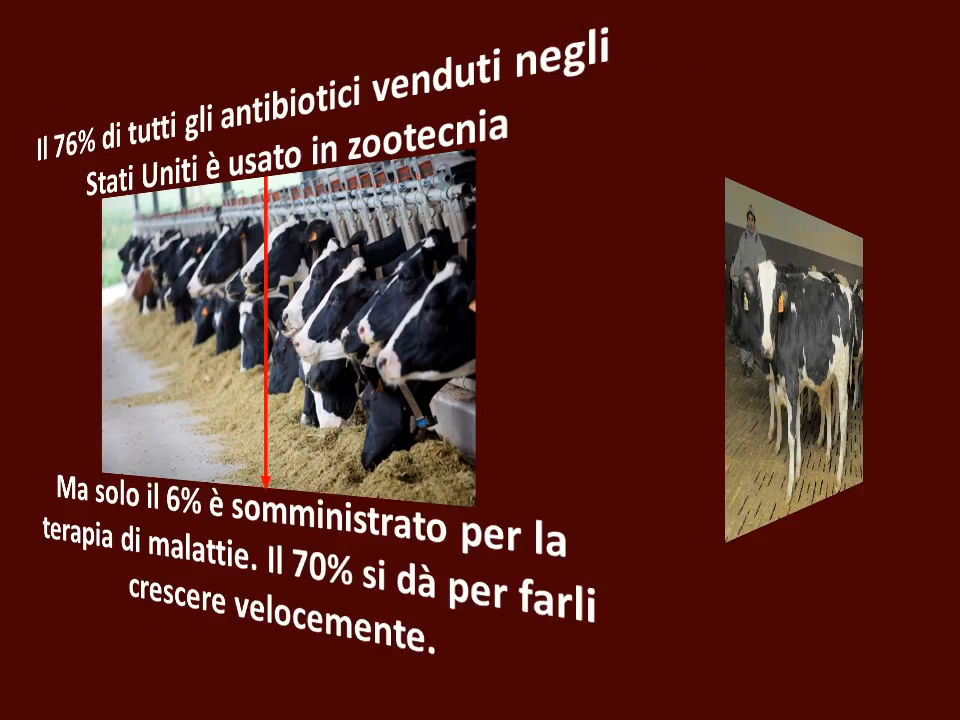 Il 76% di tutti gli antibiotici venduti negli
Stati Uniti è usato in zootecnia
Ma solo il 6% è somministrato per la
terapia di malattie. Il 70% si dà per farli
crescere velocemente.